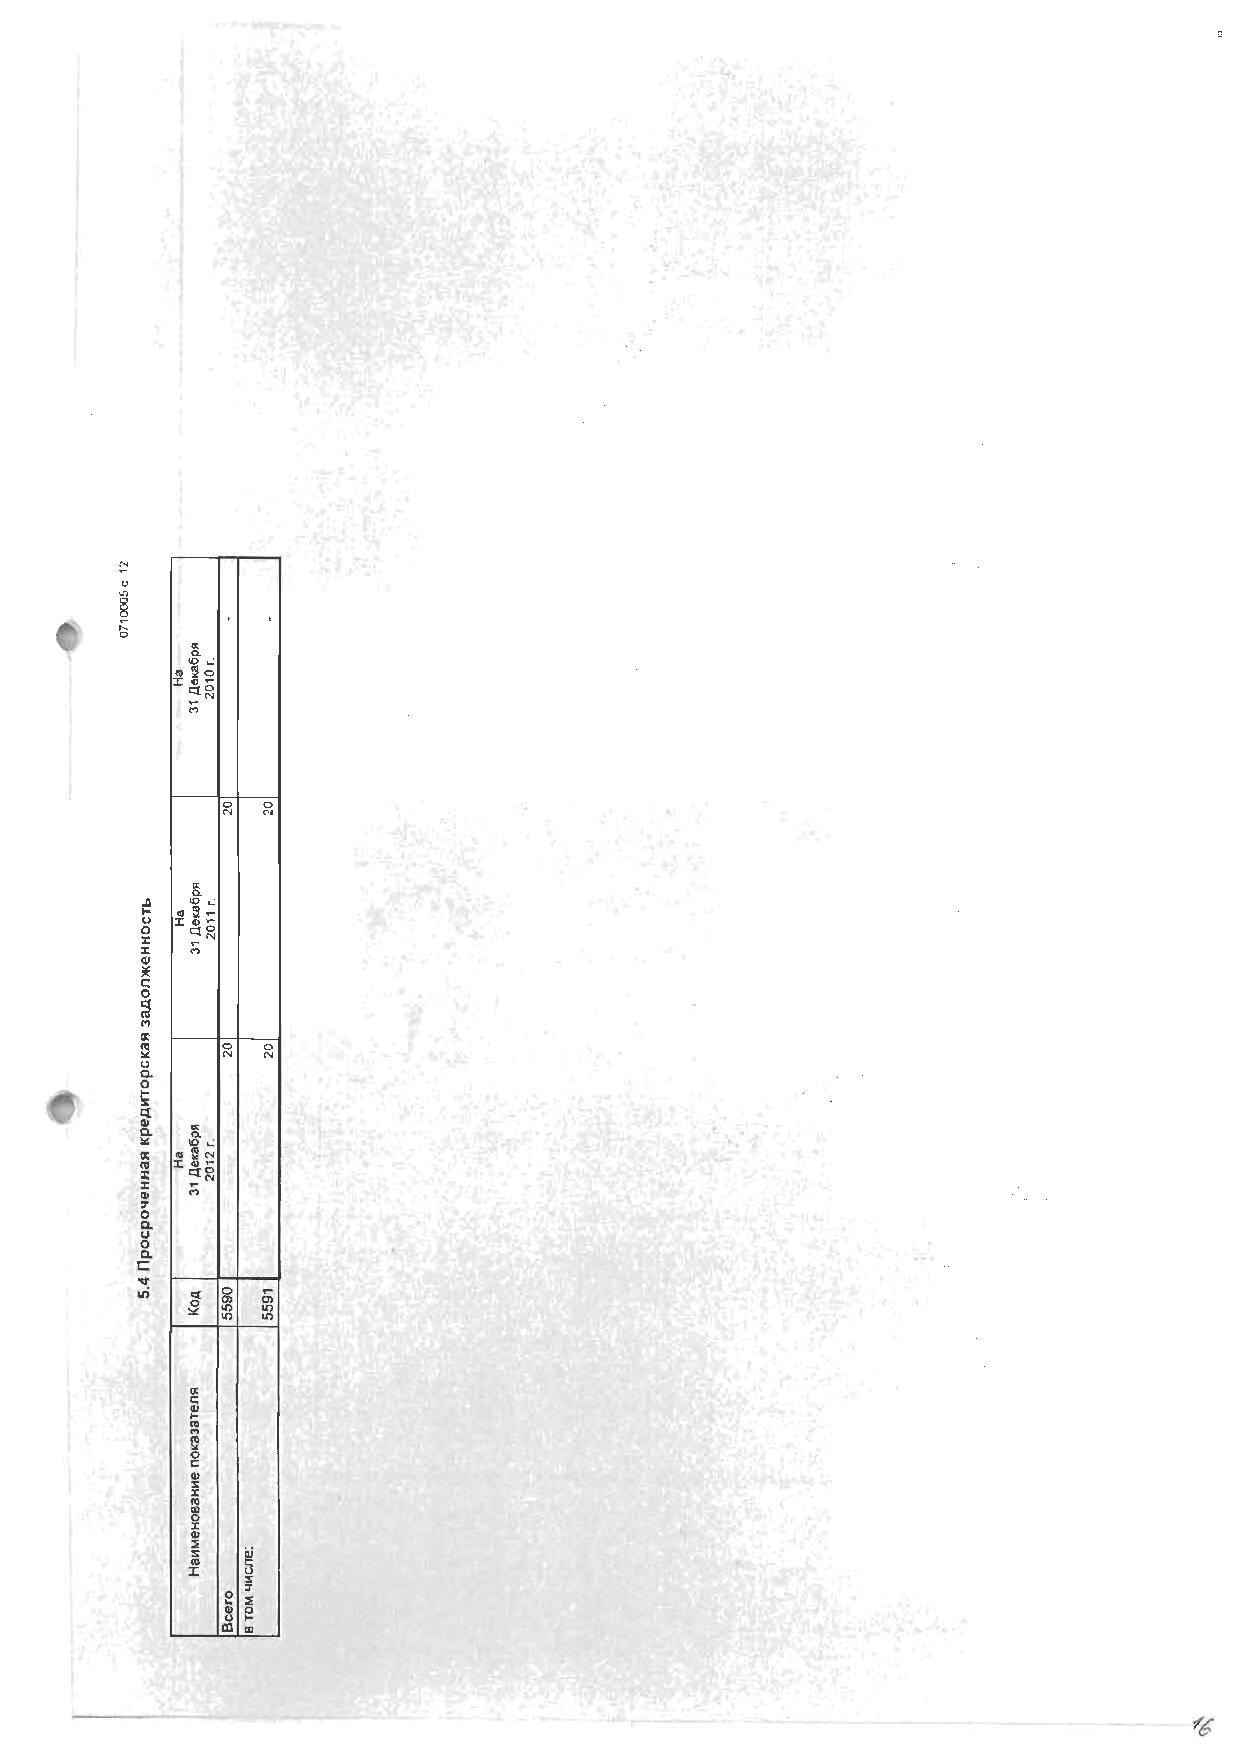 0710005 с 12
5.4 Просроченная кредиторская задолженность
Наименование показателя Код На 31 Декабря 2012 г. На 31 Декабря 2011 г. На 31 Декабря 2010 г.
Всего 5590 20 20 -
в том числе:
5591 20 20 -
16